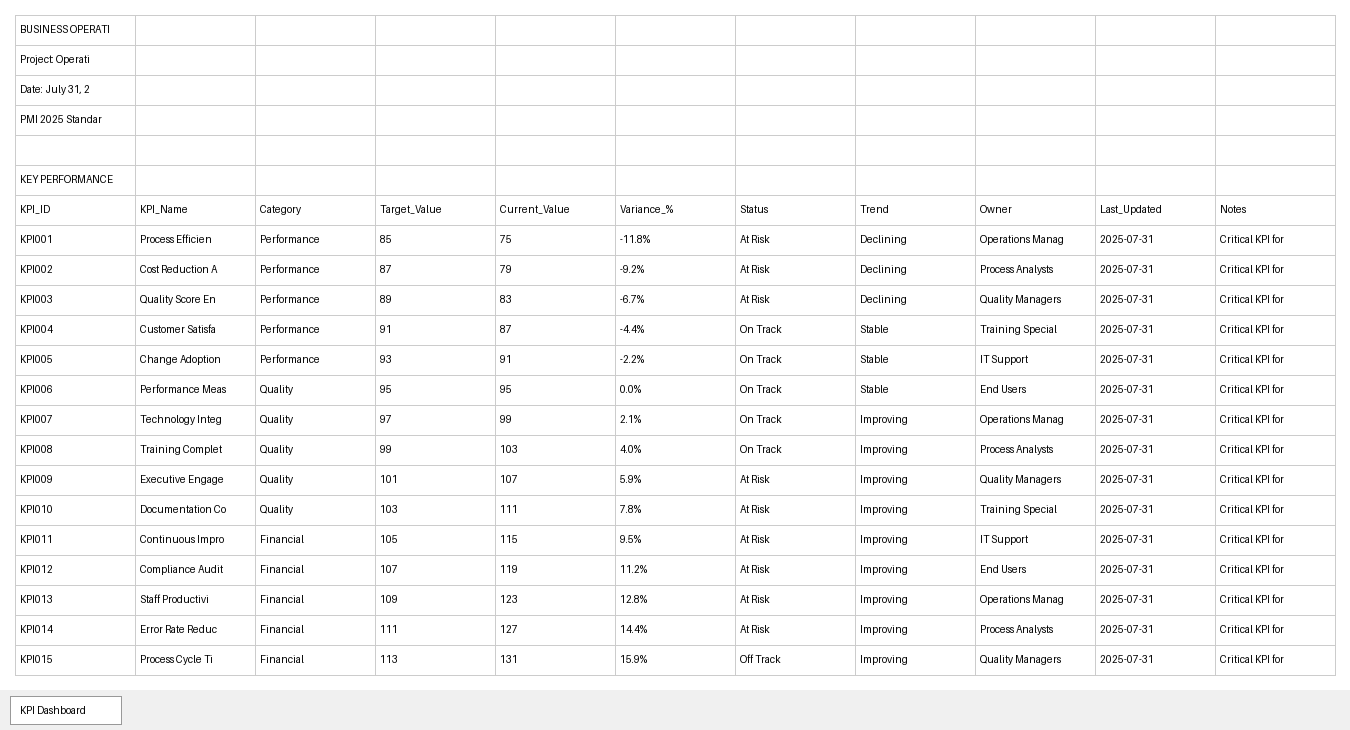 BUSINESS OPERATI
Project: Operati
Date: July 31, 2
PMI 2025 Standar
KEY PERFORMANCE
KPI_ID KPI_Name Category Target_Value Current_Value Variance_% Status Trend Owner Last_Updated Notes
KPI001 Process Efficien Performance 85 75 -11.8% At Risk Declining Operations Manag 2025-07-31 Critical KPI for
KPI002 Cost Reduction A Performance 87 79 -9.2% At Risk Declining Process Analysts 2025-07-31 Critical KPI for
KPI003 Quality Score En Performance 89 83 -6.7% At Risk Declining Quality Managers 2025-07-31 Critical KPI for
KPI004 Customer Satisfa Performance 91 87 -4.4% On Track Stable Training Special 2025-07-31 Critical KPI for
KPI005 Change Adoption Performance 93 91 -2.2% On Track Stable IT Support 2025-07-31 Critical KPI for
KPI006 Performance Meas Quality 95 95 0.0% On Track Stable End Users 2025-07-31 Critical KPI for
KPI007 Technology Integ Quality 97 99 2.1% On Track Improving Operations Manag 2025-07-31 Critical KPI for
KPI008 Training Complet Quality 99 103 4.0% On Track Improving Process Analysts 2025-07-31 Critical KPI for
KPI009 Executive Engage Quality 101 107 5.9% At Risk Improving Quality Managers 2025-07-31 Critical KPI for
KPI010 Documentation Co Quality 103 111 7.8% At Risk Improving Training Special 2025-07-31 Critical KPI for
KPI011 Continuous Impro Financial 105 115 9.5% At Risk Improving IT Support 2025-07-31 Critical KPI for
KPI012 Compliance Audit Financial 107 119 11.2% At Risk Improving End Users 2025-07-31 Critical KPI for
KPI013 Staff Productivi Financial 109 123 12.8% At Risk Improving Operations Manag 2025-07-31 Critical KPI for
KPI014 Error Rate Reduc Financial 111 127 14.4% At Risk Improving Process Analysts 2025-07-31 Critical KPI for
KPI015 Process Cycle Ti Financial 113 131 15.9% Off Track Improving Quality Managers 2025-07-31 Critical KPI for
KPI Dashboard